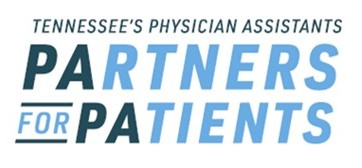 TENNESSEE'S PHYSICIAN ASSISTANTS
PARTNERS
FOR PATIENTS